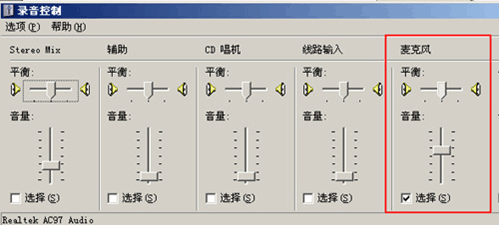 录音控制
选项(P) 帮助(H)
Stereo Mix 辅助 CD 唱机 线路输入 麦克风
平衡: 平衡: 平衡: 平衡: 平衡:
音量: 音量: 音量: 音量: 音量:
选择(S) 选择(S) 选择(S) 选择(S) 选择(S)
Realtek AC97 Audio